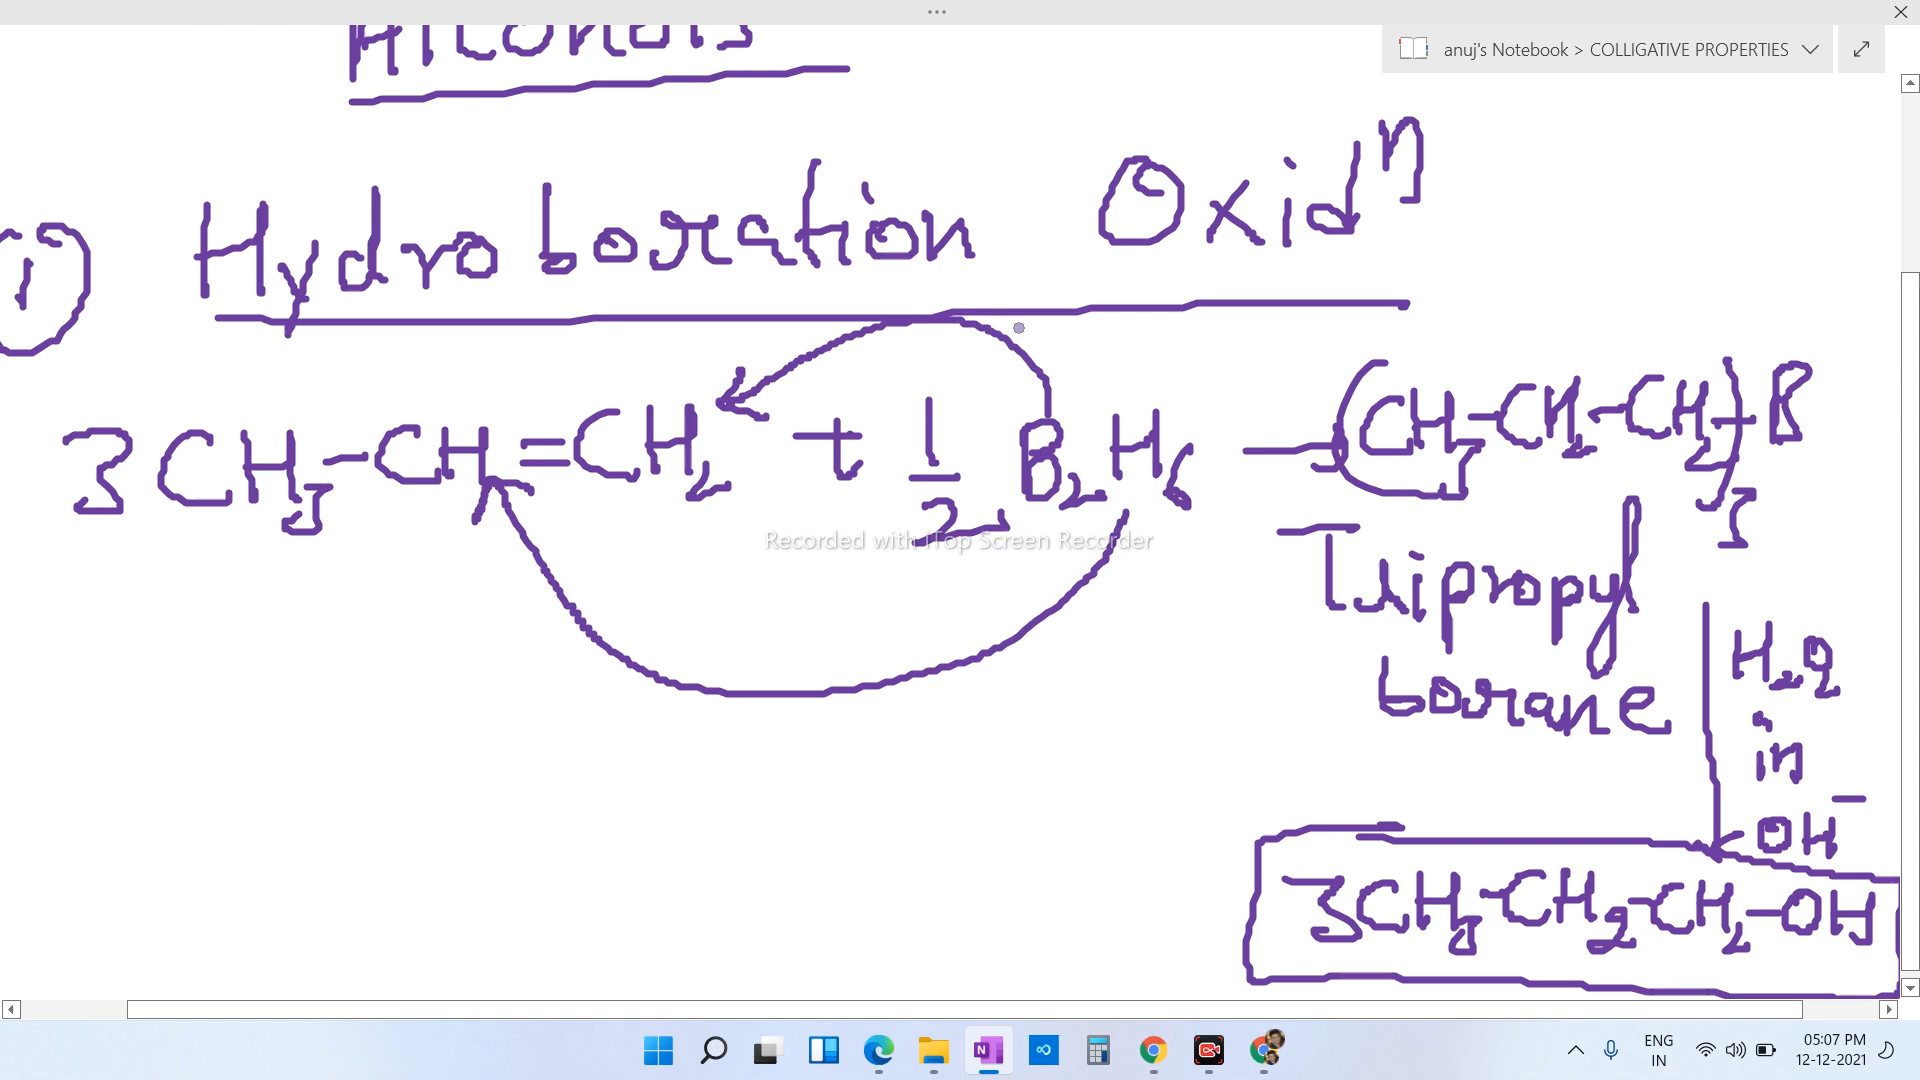 anuj's Notebook > COLLIGATIVE PROPERTIES
Alcohols
1 Hydroboration Oxidⁿ
3CH₃-CH=CH₂ + 1/2 B₂H₆ → (CH₃-CH₂-CH₂)₃B
Tripropyl
borane
H₂O₂
in
OH⁻
3CH₃-CH₂-CH₂-OH
Recorded with iTop Screen Recorder
ENG
IN
05:07 PM
12-12-2021